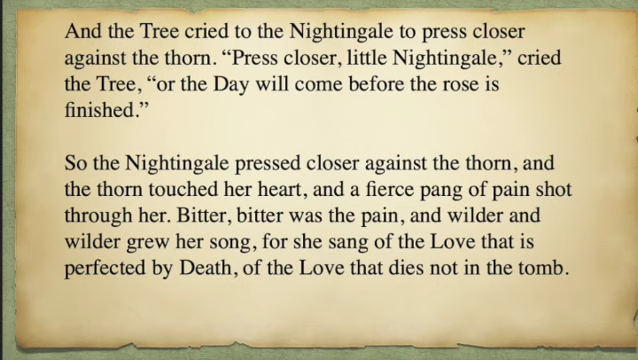 And the Tree cried to the Nightingale to press closer
against the thorn. “Press closer, little Nightingale,” cried
the Tree, “or the Day will come before the rose is
finished.”
So the Nightingale pressed closer against the thorn, and
the thorn touched her heart, and a fierce pang of pain shot
through her. Bitter, bitter was the pain, and wilder and
wilder grew her song, for she sang of the Love that is
perfected by Death, of the Love that dies not in the tomb.